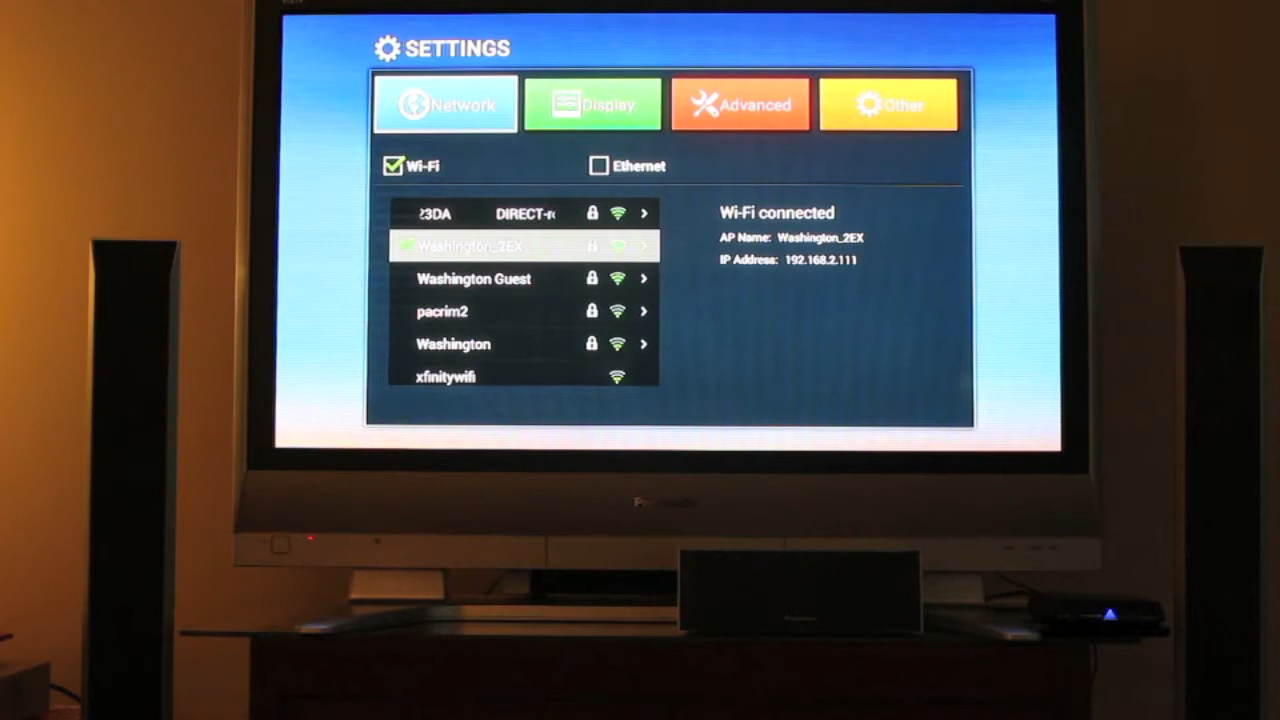 SETTINGS
Network Display Advanced Other
Wi-Fi Ethernet
23DA DIRECT-r
Washington_2EX
Washington Guest
pacrim2
Washington
xfinitywifi
Wi-Fi connected
AP Name: Washington_2EX
IP Address: 192.168.2.111